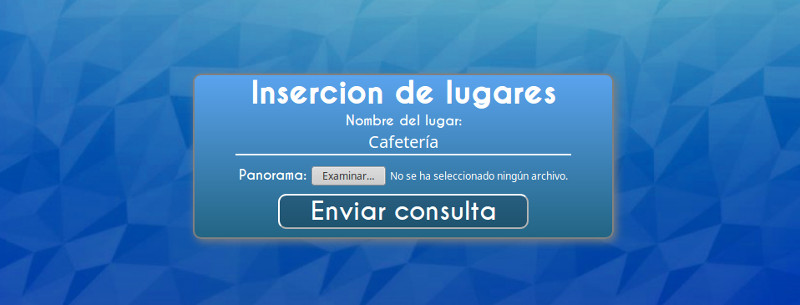 Insercion de lugares
Nombre del lugar:
Cafetería
Panorama: Examinar... No se ha seleccionado ningún archivo.
Enviar consulta